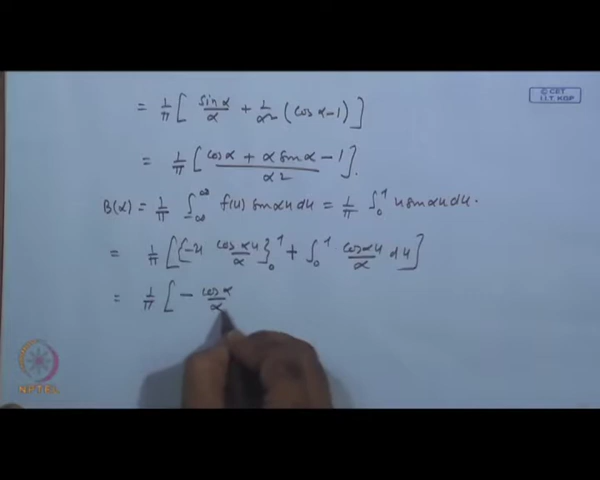 © CET
I.I.T. KGP
= 1/π [ sin α/α + 1/α² (cos α - 1) ]
= 1/π [ (cos α + α sin α - 1)/α² ].
B(α) = 1/π ∫_{-∞}^{∞} f(u) sin αu du = 1/π ∫_0^1 u sin αu du.
= 1/π [ { -u cos αu/α }_0^1 + ∫_0^1 cos αu/α du ]
= 1/π [ - cos α/α
NPTEL